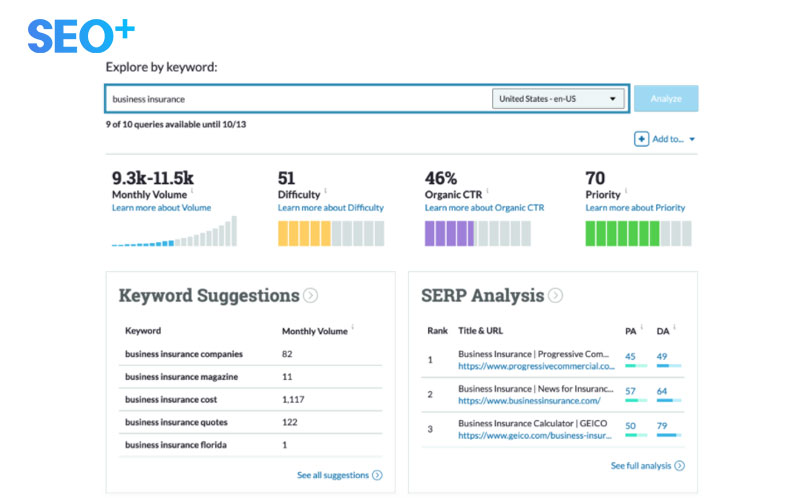 SEO+
Explore by keyword:
business insurance
United States - en-US
Analyze
9 of 10 queries available until 10/13
Add to...
9.3k-11.5k
Monthly Volume i
Learn more about Volume
51
Difficulty i
Learn more about Difficulty
46%
Organic CTR i
Learn more about Organic CTR
70
Priority i
Learn more about Priority
Keyword Suggestions
Keyword Monthly Volume i
business insurance companies 82
business insurance magazine 11
business insurance cost 1,117
business insurance quotes 122
business insurance florida 1
See all suggestions
SERP Analysis
Rank Title & URL PA i DA i
1 Business Insurance | Progressive Com... 45 49
https://www.progressivecommercial.co...
2 Business Insurance | News for Insuranc... 57 64
https://www.businessinsurance.com/
3 Business Insurance Calculator | GEICO 50 79
https://www.geico.com/business-insur...
See full analysis